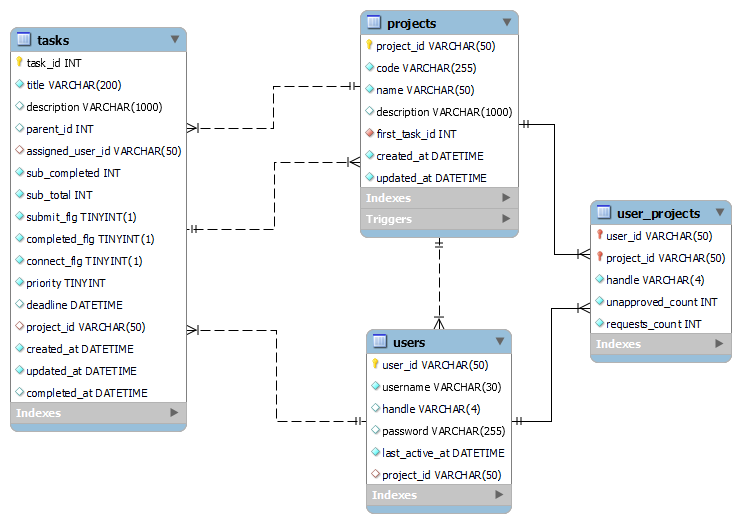 tasks
task_id INT
title VARCHAR(200)
description VARCHAR(1000)
parent_id INT
assigned_user_id VARCHAR(50)
sub_completed INT
sub_total INT
submit_flg TINYINT(1)
completed_flg TINYINT(1)
connect_flg TINYINT(1)
priority TINYINT
deadline DATETIME
project_id VARCHAR(50)
created_at DATETIME
updated_at DATETIME
completed_at DATETIME
Indexes
projects
project_id VARCHAR(50)
code VARCHAR(255)
name VARCHAR(50)
description VARCHAR(1000)
first_task_id INT
created_at DATETIME
updated_at DATETIME
Indexes
Triggers
users
user_id VARCHAR(50)
username VARCHAR(30)
handle VARCHAR(4)
password VARCHAR(255)
last_active_at DATETIME
project_id VARCHAR(50)
Indexes
user_projects
user_id VARCHAR(50)
project_id VARCHAR(50)
handle VARCHAR(4)
unapproved_count INT
requests_count INT
Indexes